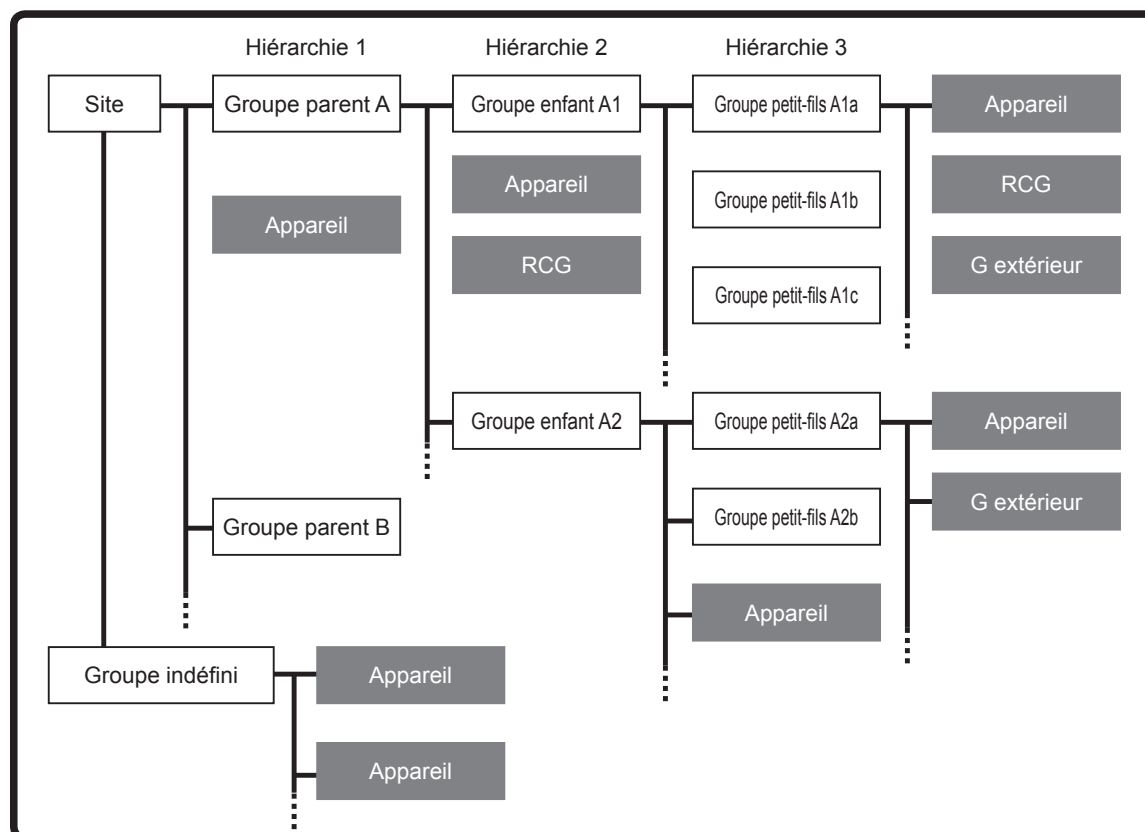 Hiérarchie 1
Hiérarchie 2
Hiérarchie 3
Site
Groupe parent A
Groupe enfant A1
Groupe petit-fils A1a
Appareil
Appareil
Appareil
Groupe petit-fils A1b
RCG
RCG
Groupe petit-fils A1c
G extérieur
Groupe enfant A2
Groupe petit-fils A2a
Appareil
Groupe parent B
Groupe petit-fils A2b
G extérieur
Appareil
Groupe indéfini
Appareil
Appareil